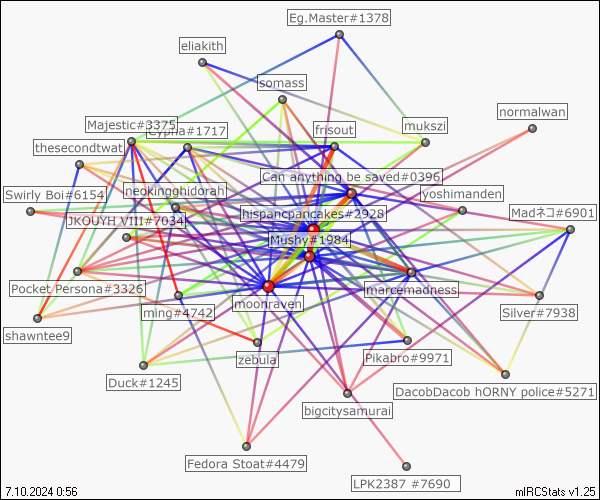 Eg.Master#1378
eliakith
somass
normalwan
Majestic#3375
Cypha#1717
frisout
mukszi
thesecondtwat
Can anything be saved#0396
Swirly Boi#6154
neokingghidorah
yoshimanden
JKOUYH.VIII#7034
hispancpancakes#2928
Madネコ#6901
Mushy#1984
Pocket Persona#3326
moonraven
marcemadness
ming#4742
Silver#7938
shawntee9
zebula
Pikabro#9971
Duck#1245
DacobDacob hORNY police#5271
bigcitysamurai
Fedora Stoat#4479
LPK2387 #7690
7.10.2024 0:56
mIRCStats v1.25